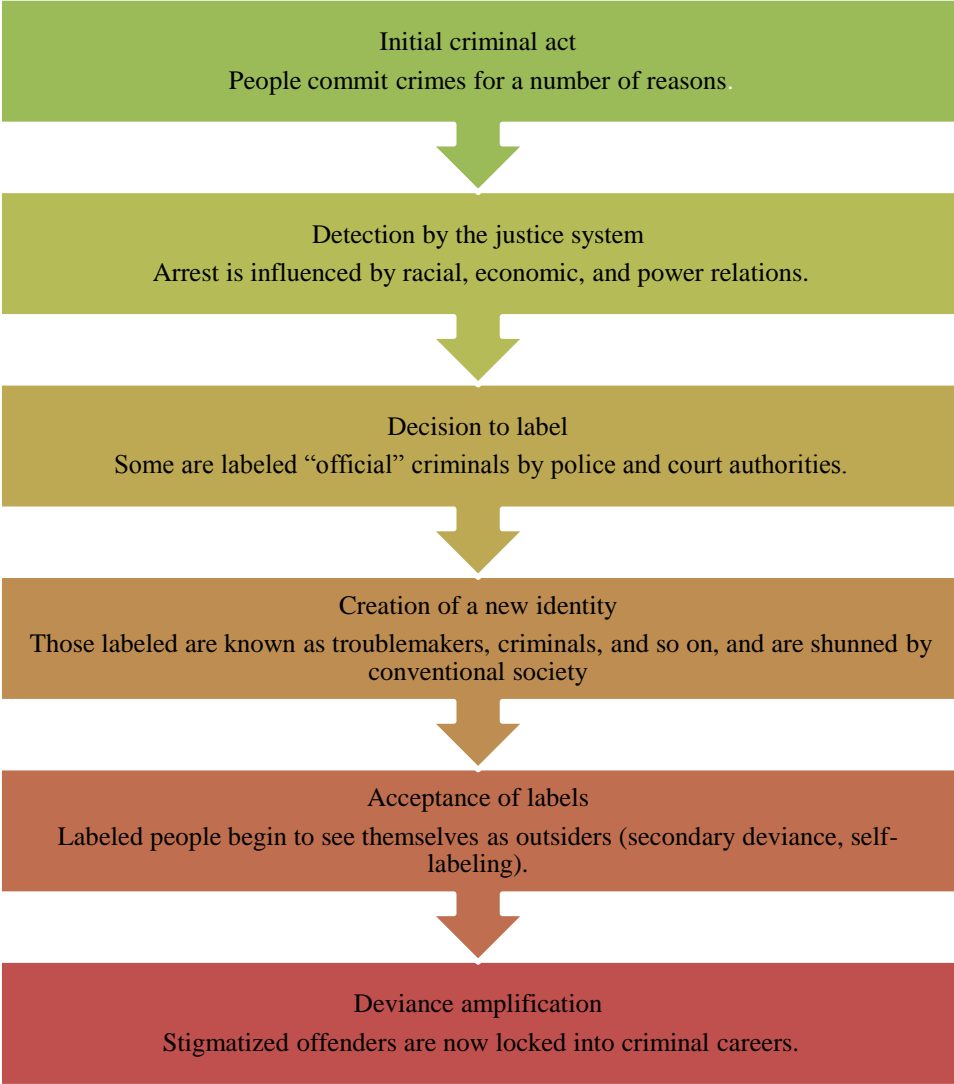 Initial criminal act
People commit crimes for a number of reasons.
Detection by the justice system
Arrest is influenced by racial, economic, and power relations.
Decision to label
Some are labeled “official” criminals by police and court authorities.
Creation of a new identity
Those labeled are known as troublemakers, criminals, and so on, and are shunned by
conventional society
Acceptance of labels
Labeled people begin to see themselves as outsiders (secondary deviance, self-
labeling).
Deviance amplification
Stigmatized offenders are now locked into criminal careers.